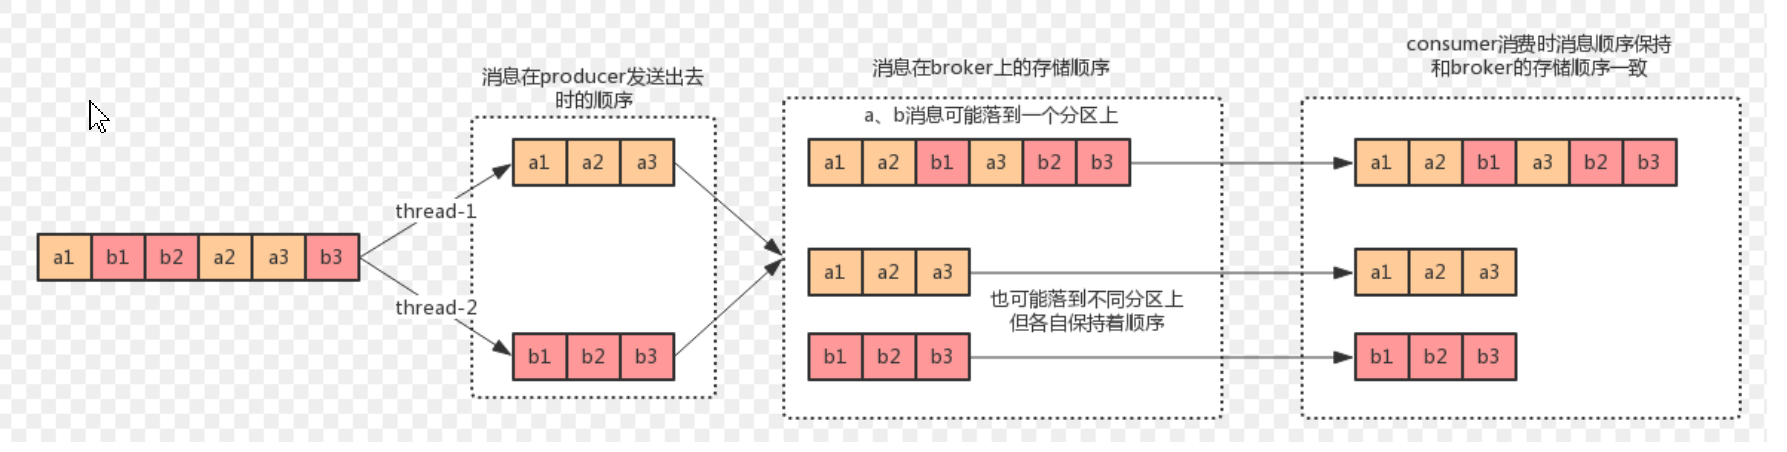 a1 b1 b2 a2 a3 b3
thread-1
thread-2
消息在producer发送出去
时的顺序
a1 a2 a3
b1 b2 b3
消息在broker上的存储顺序
a、b消息可能落到一个分区上
a1 a2 b1 a3 b2 b3
a1 a2 a3
也可能落到不同分区上
但各自保持着顺序
b1 b2 b3
consumer消费时消息顺序保持
和broker的存储顺序一致
a1 a2 b1 a3 b2 b3
a1 a2 a3
b1 b2 b3